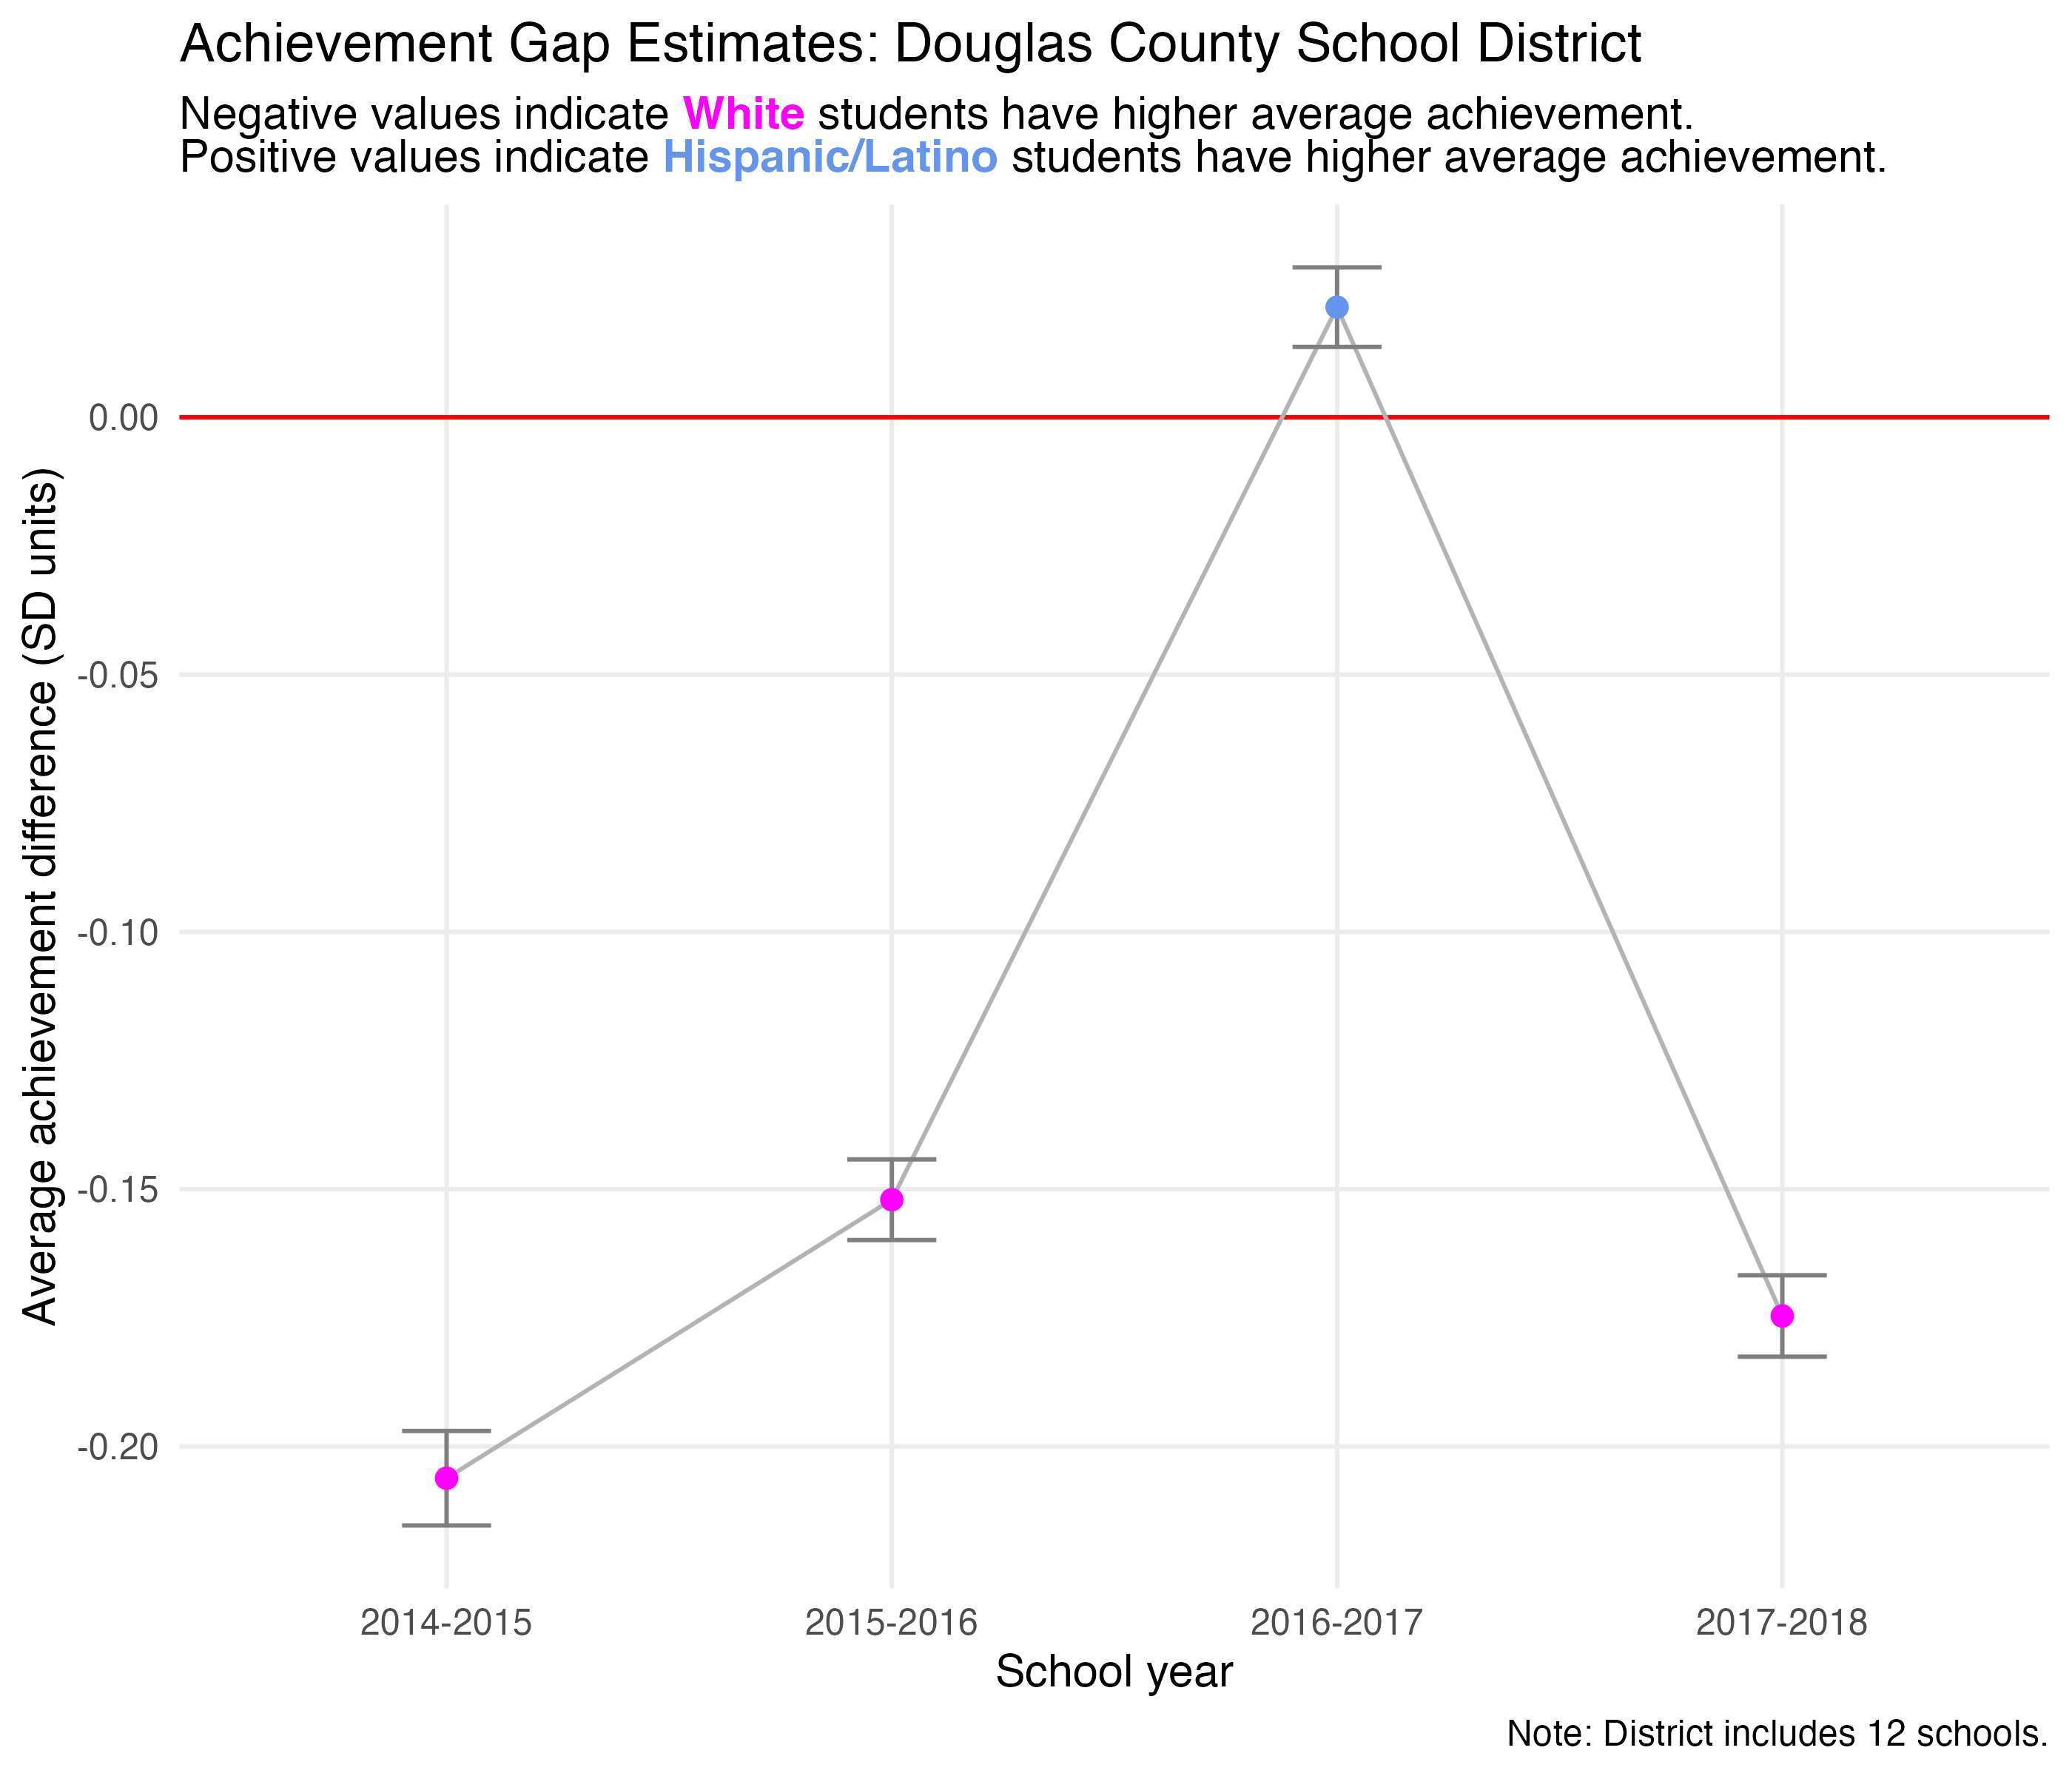 Achievement Gap Estimates: Douglas County School District
Negative values indicate White students have higher average achievement.
Positive values indicate Hispanic/Latino students have higher average achievement.
Average achievement difference (SD units)
0.00
-0.05
-0.10
-0.15
-0.20
2014-2015 2015-2016 2016-2017 2017-2018
School year
Note: District includes 12 schools.